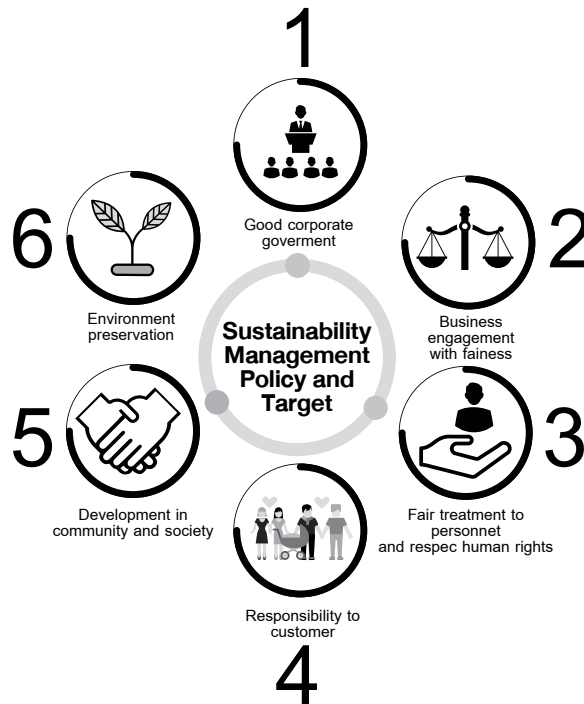 1
Good corporate
goverment
2
Business
engagement
with fainess
3
Fair treatment to
personnet
and respec human rights
4
Responsibility to
customer
5
Development in
community and society
6
Environment
preservation
Sustainability
Management
Policy and
Target